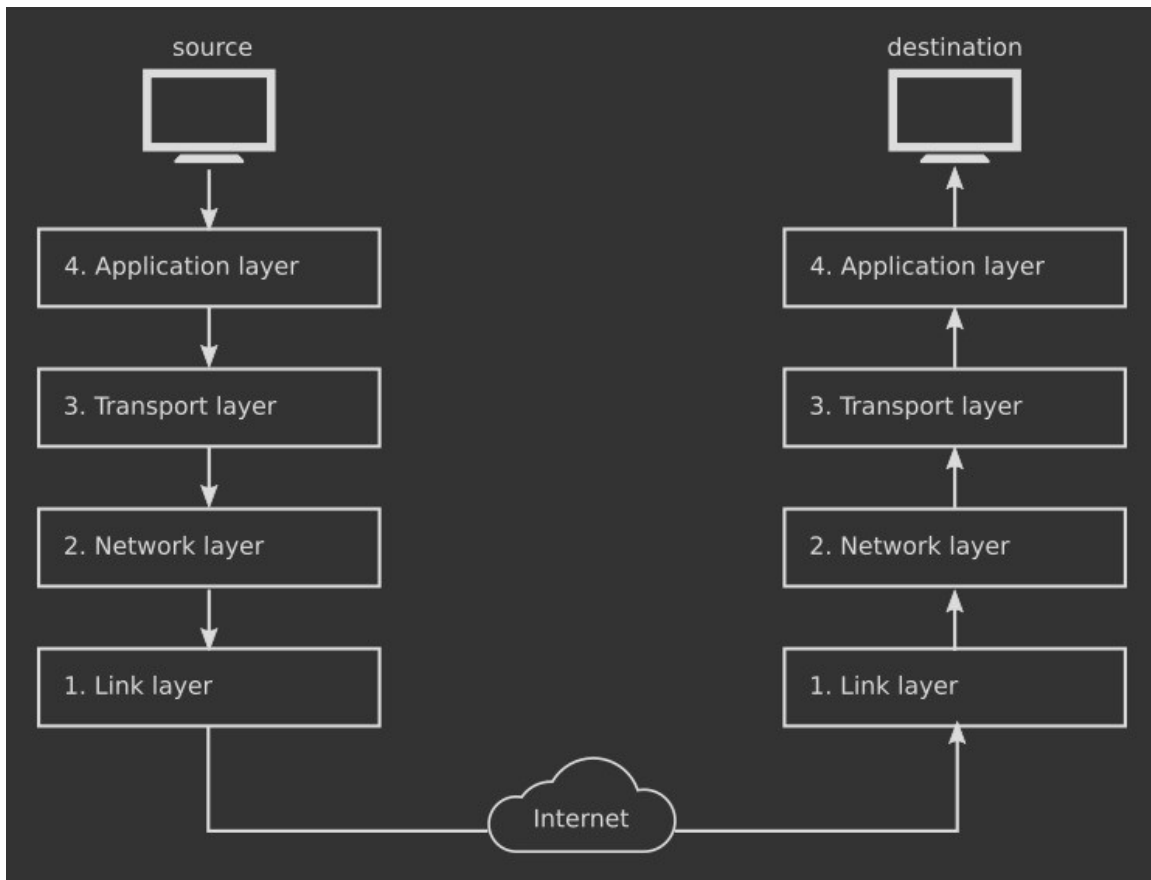 source
destination
4. Application layer
4. Application layer
3. Transport layer
3. Transport layer
2. Network layer
2. Network layer
1. Link layer
1. Link layer
Internet